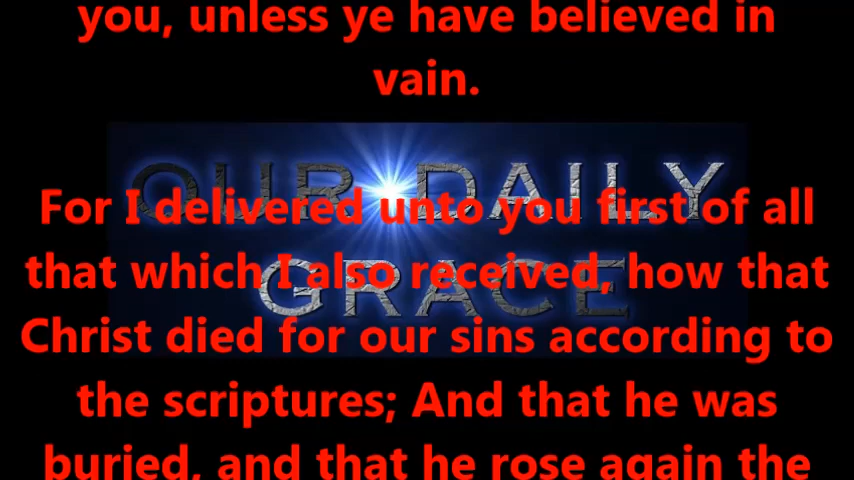 you, unless ye have believed in
vain.
OUR DAILY
For I delivered unto you first of all
that which I also received, how that
GRACE
Christ died for our sins according to
the scriptures; And that he was
buried, and that he rose again the